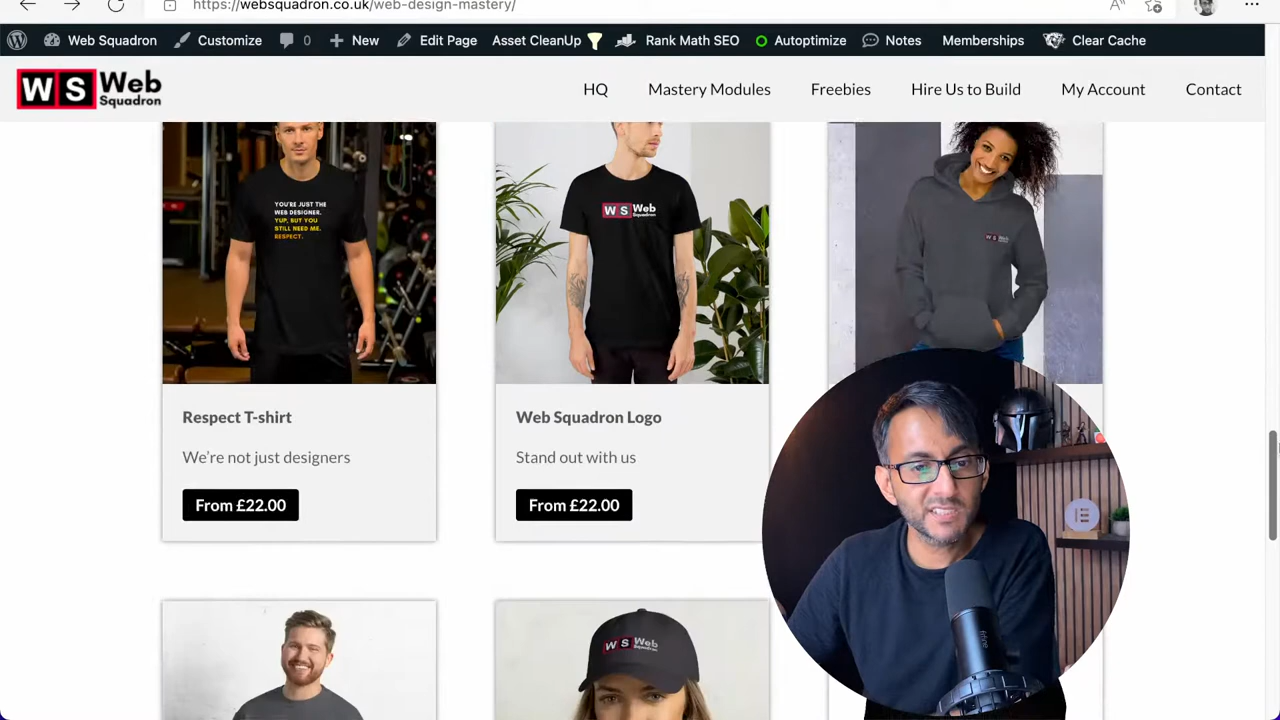 https://websquadron.co.uk/web-design-mastery/
Web Squadron Customize 0 New Edit Page Asset CleanUp Rank Math SEO Autoptimize Notes Memberships Clear Cache
WS Web Squadron
HQ Mastery Modules Freebies Hire Us to Build My Account Contact
YOU'RE JUST THE
WEB DESIGNER.
YUP, BUT YOU
STILL NEED ME.
RESPECT.
WS Web Squadron
WS Web
Respect T-shirt
We're not just designers
From £22.00
Web Squadron Logo
Stand out with us
From £22.00
WS Web Squadron